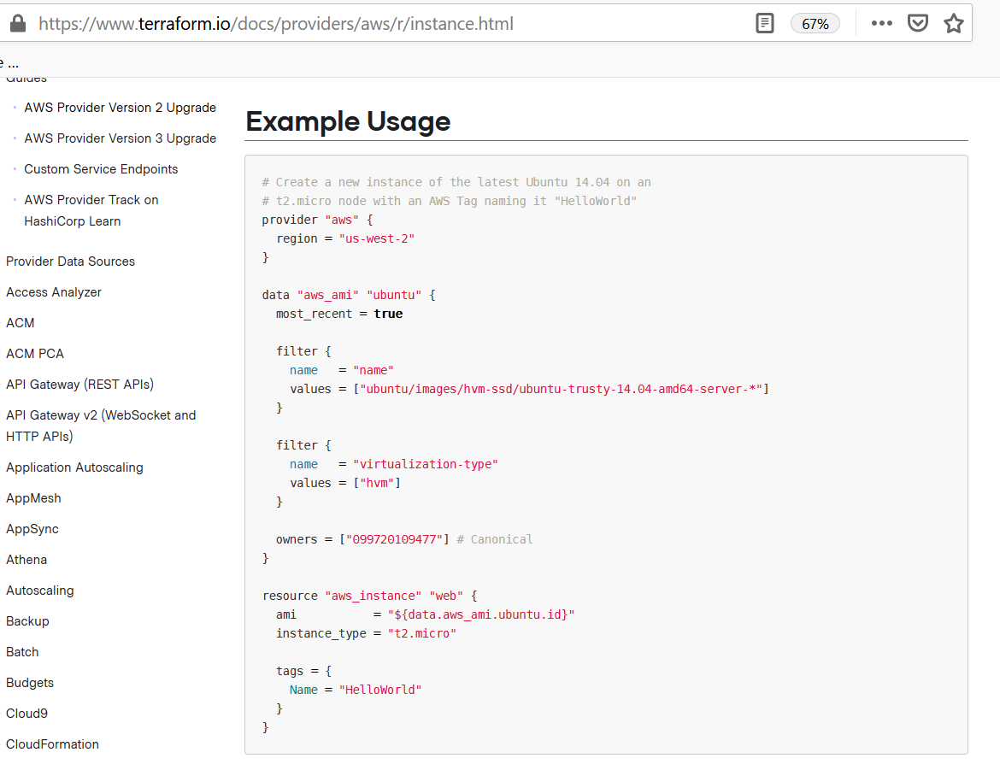 https://www.terraform.io/docs/providers/aws/r/instance.html
67%
e ...
Guides
AWS Provider Version 2 Upgrade
AWS Provider Version 3 Upgrade
Custom Service Endpoints
AWS Provider Track on
HashiCorp Learn
Provider Data Sources
Access Analyzer
ACM
ACM PCA
API Gateway (REST APIs)
API Gateway v2 (WebSocket and
HTTP APIs)
Application Autoscaling
AppMesh
AppSync
Athena
Autoscaling
Backup
Batch
Budgets
Cloud9
CloudFormation
Example Usage
# Create a new instance of the latest Ubuntu 14.04 on an
# t2.micro node with an AWS Tag naming it "HelloWorld"
provider "aws" {
  region = "us-west-2"
}
data "aws_ami" "ubuntu" {
  most_recent = true
  filter {
    name   = "name"
    values = ["ubuntu/images/hvm-ssd/ubuntu-trusty-14.04-amd64-server-*"]
  }
  filter {
    name   = "virtualization-type"
    values = ["hvm"]
  }
  owners = ["099720109477"] # Canonical
}
resource "aws_instance" "web" {
  ami           = "${data.aws_ami.ubuntu.id}"
  instance_type = "t2.micro"
  tags = {
    Name = "HelloWorld"
  }
}